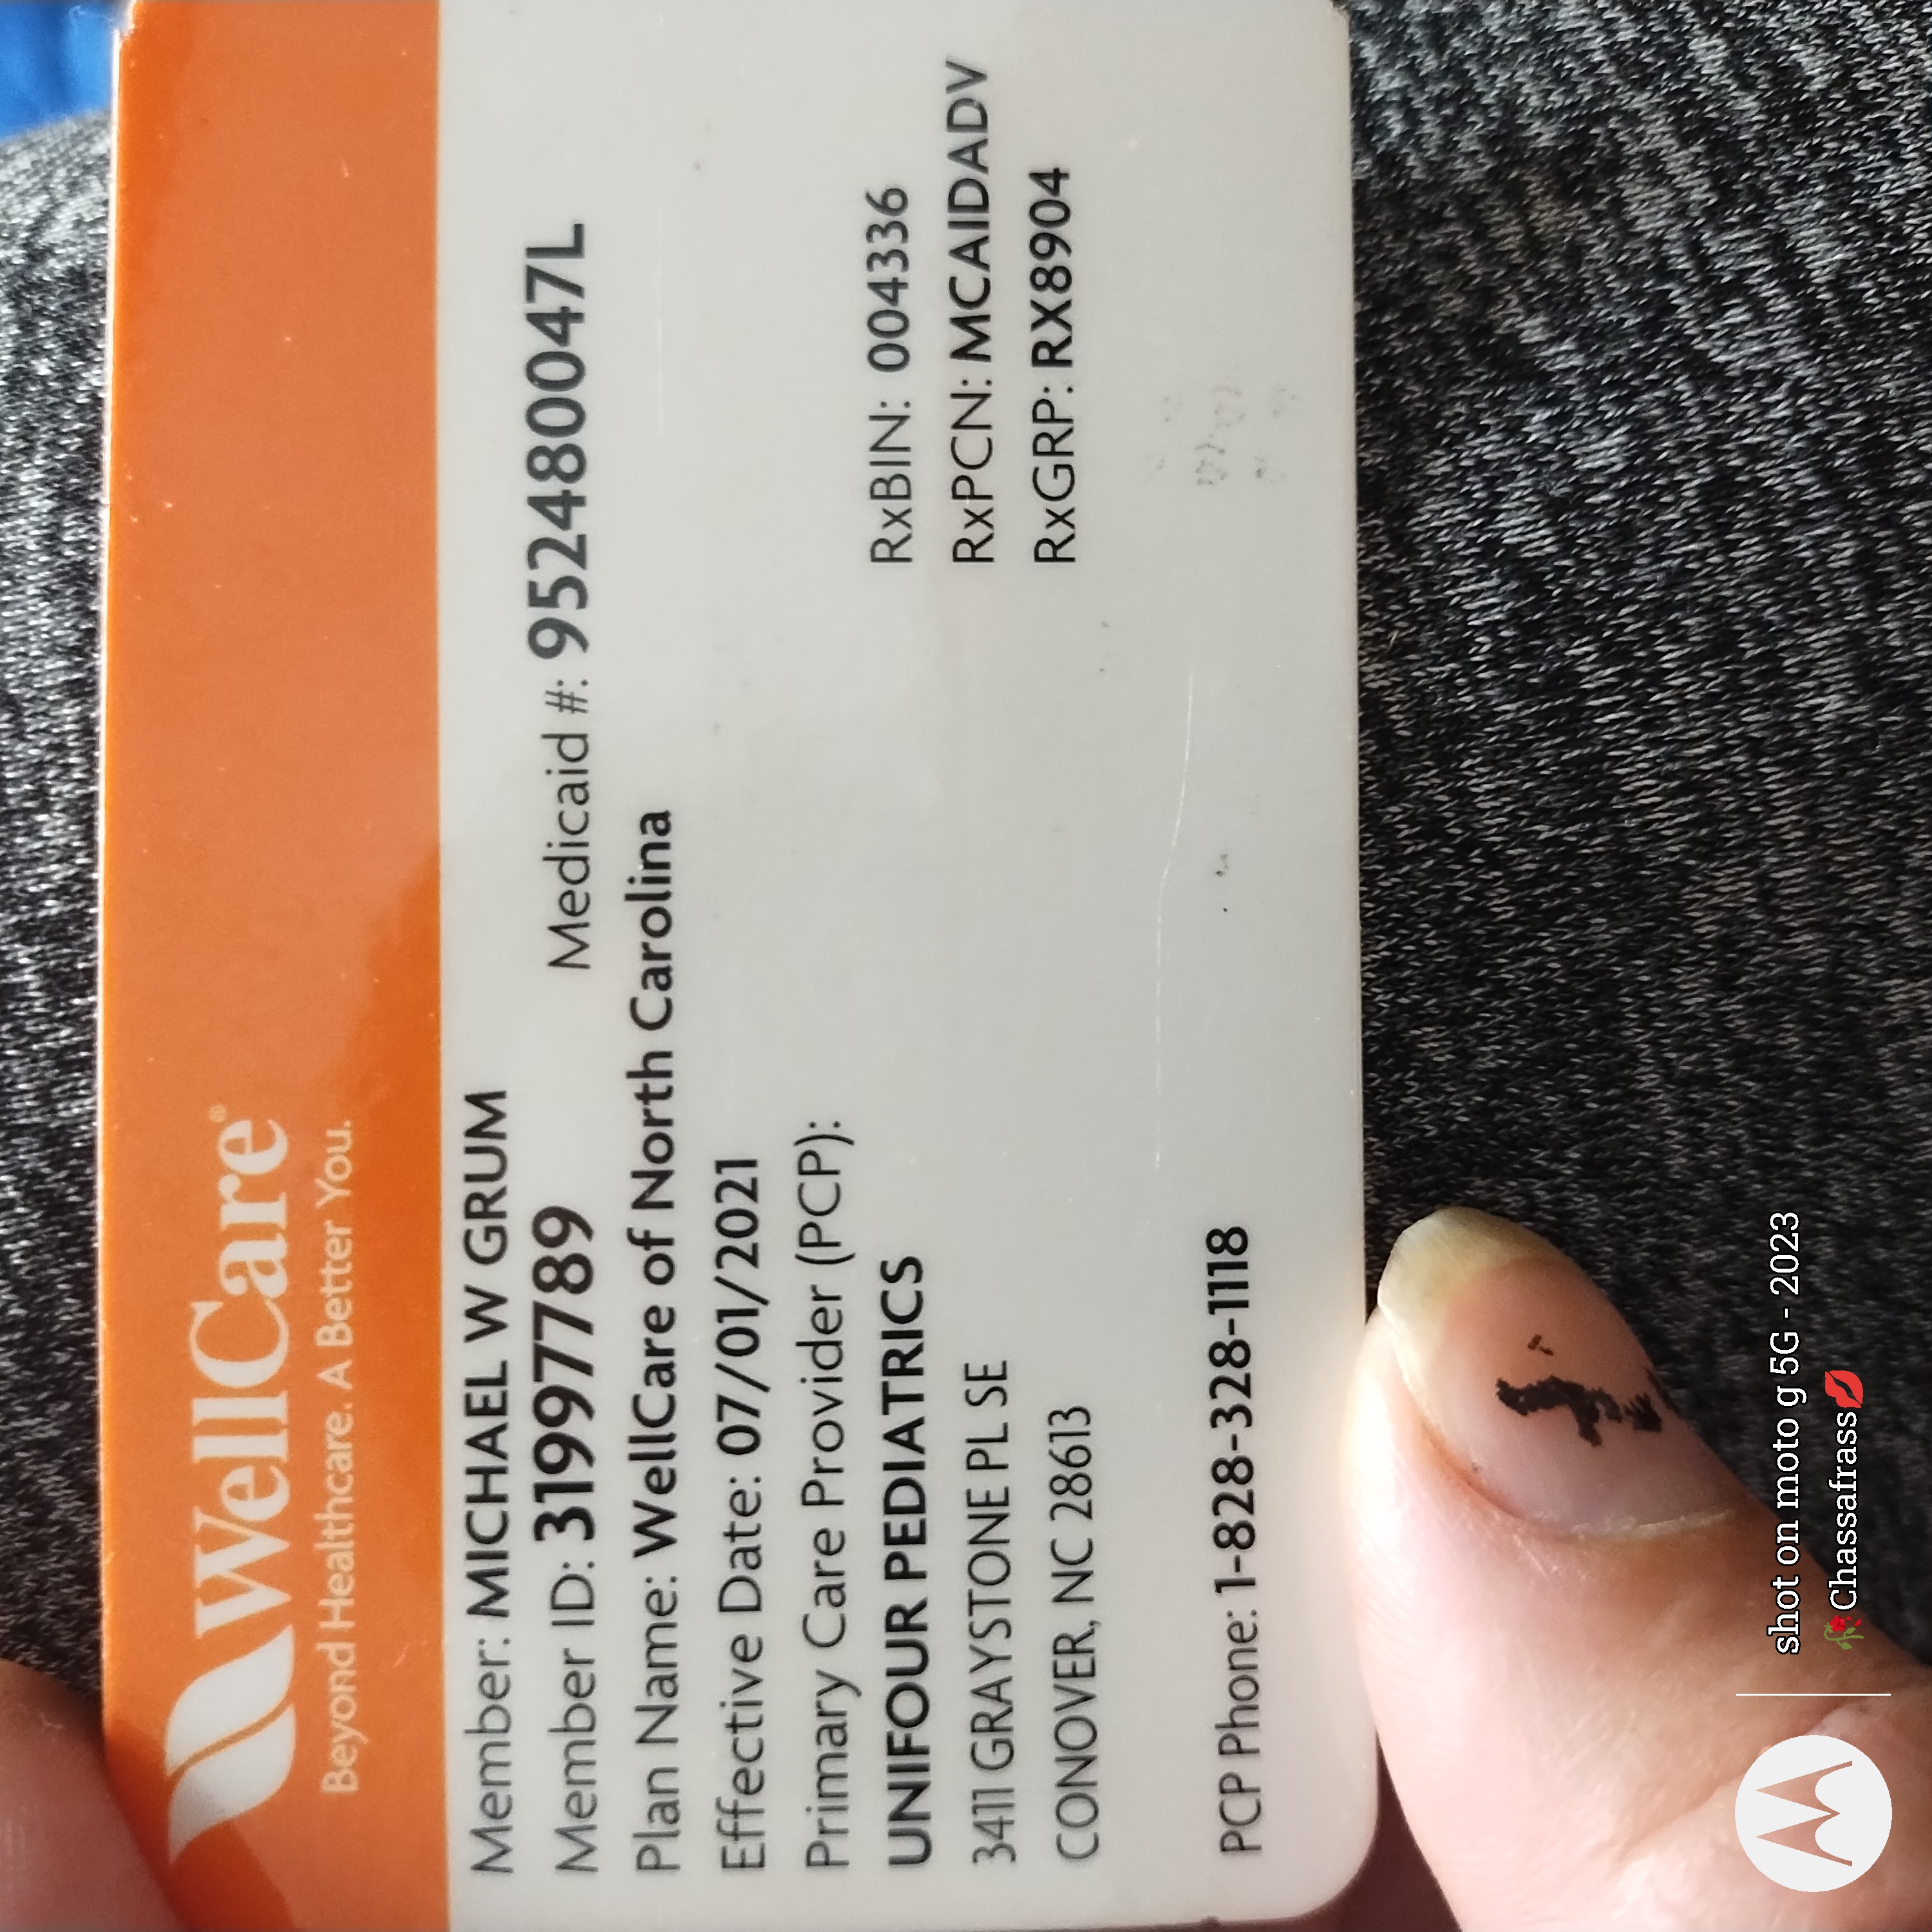 WellCare®
Beyond Healthcare. A Better You.
Member: MICHAEL W GRUM
Member ID: 31997789
Medicaid #: 952480047L
Plan Name: WellCare of North Carolina
Effective Date: 07/01/2021
Primary Care Provider (PCP):
UNIFOUR PEDIATRICS
3411 GRAYSTONE PL SE
CONOVER, NC 28613
PCP Phone: 1-828-328-1118
RxBIN: 004336
RxPCN: MCAIDADV
RxGRP: RX8904
shot on moto g 5G - 2023
🥀Chassafrass💋